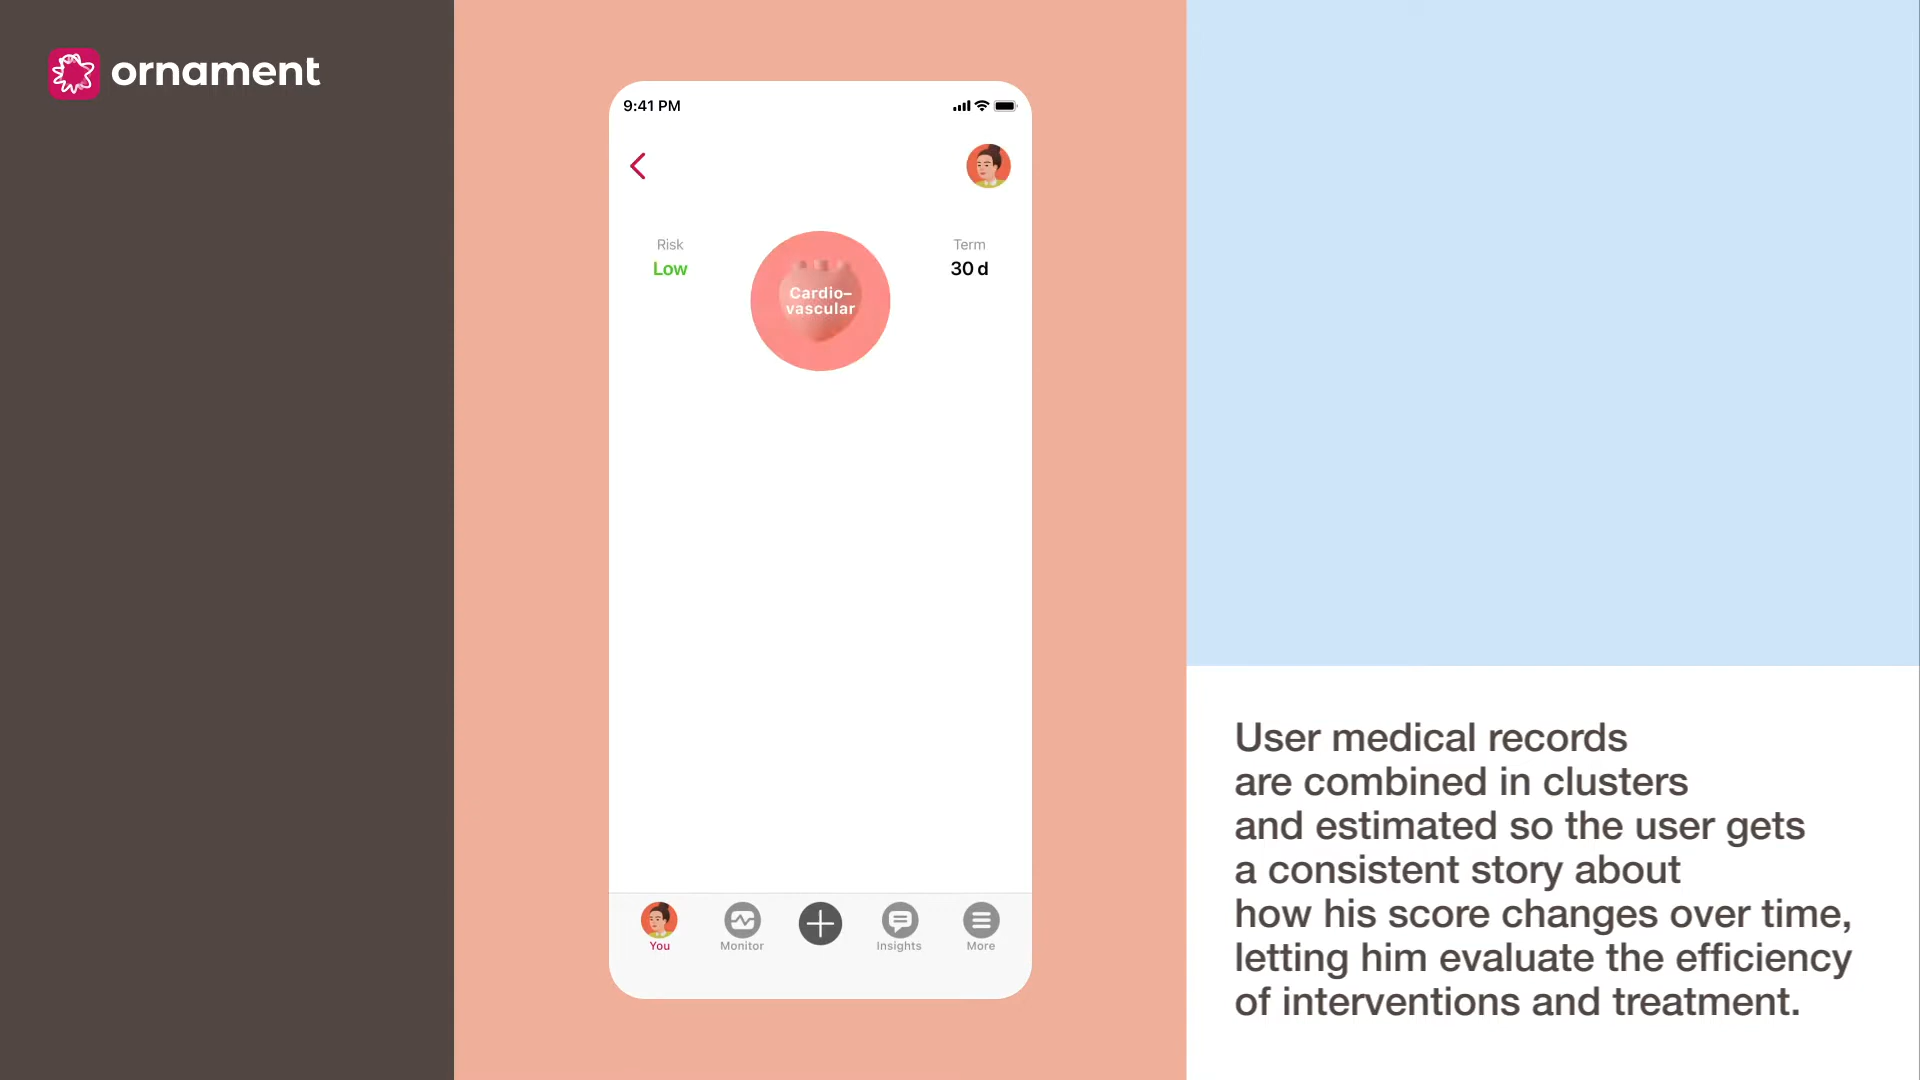 ornament
9:41 PM
Risk
Low
Cardio–
vascular
Term
30 d
You
Monitor
Insights
More
User medical records
are combined in clusters
and estimated so the user gets
a consistent story about
how his score changes over time,
letting him evaluate the efficiency
of interventions and treatment.